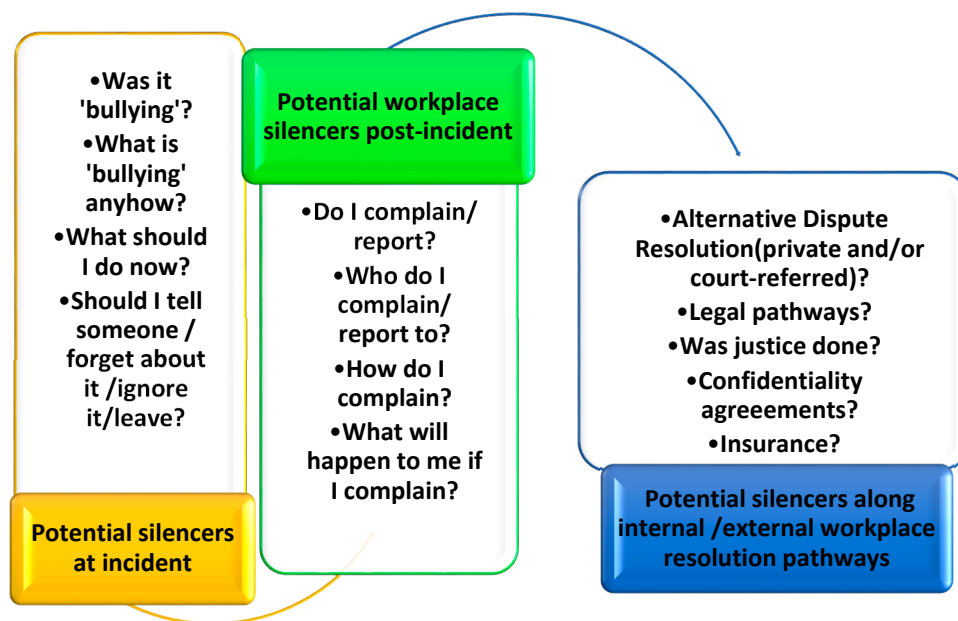 •Was it
'bullying'?
•What is
'bullying'
anyhow?
•What should
I do now?
•Should I tell
someone /
forget about
it /ignore
it/leave?
Potential silencers
at incident
Potential workplace
silencers post-incident
•Do I complain/
report?
•Who do I
complain/
report to?
•How do I
complain?
•What will
happen to me if
I complain?
•Alternative Dispute
Resolution(private and/or
court-referred)?
•Legal pathways?
•Was justice done?
•Confidentiality
agreeements?
•Insurance?
Potential silencers along
internal /external workplace
resolution pathways